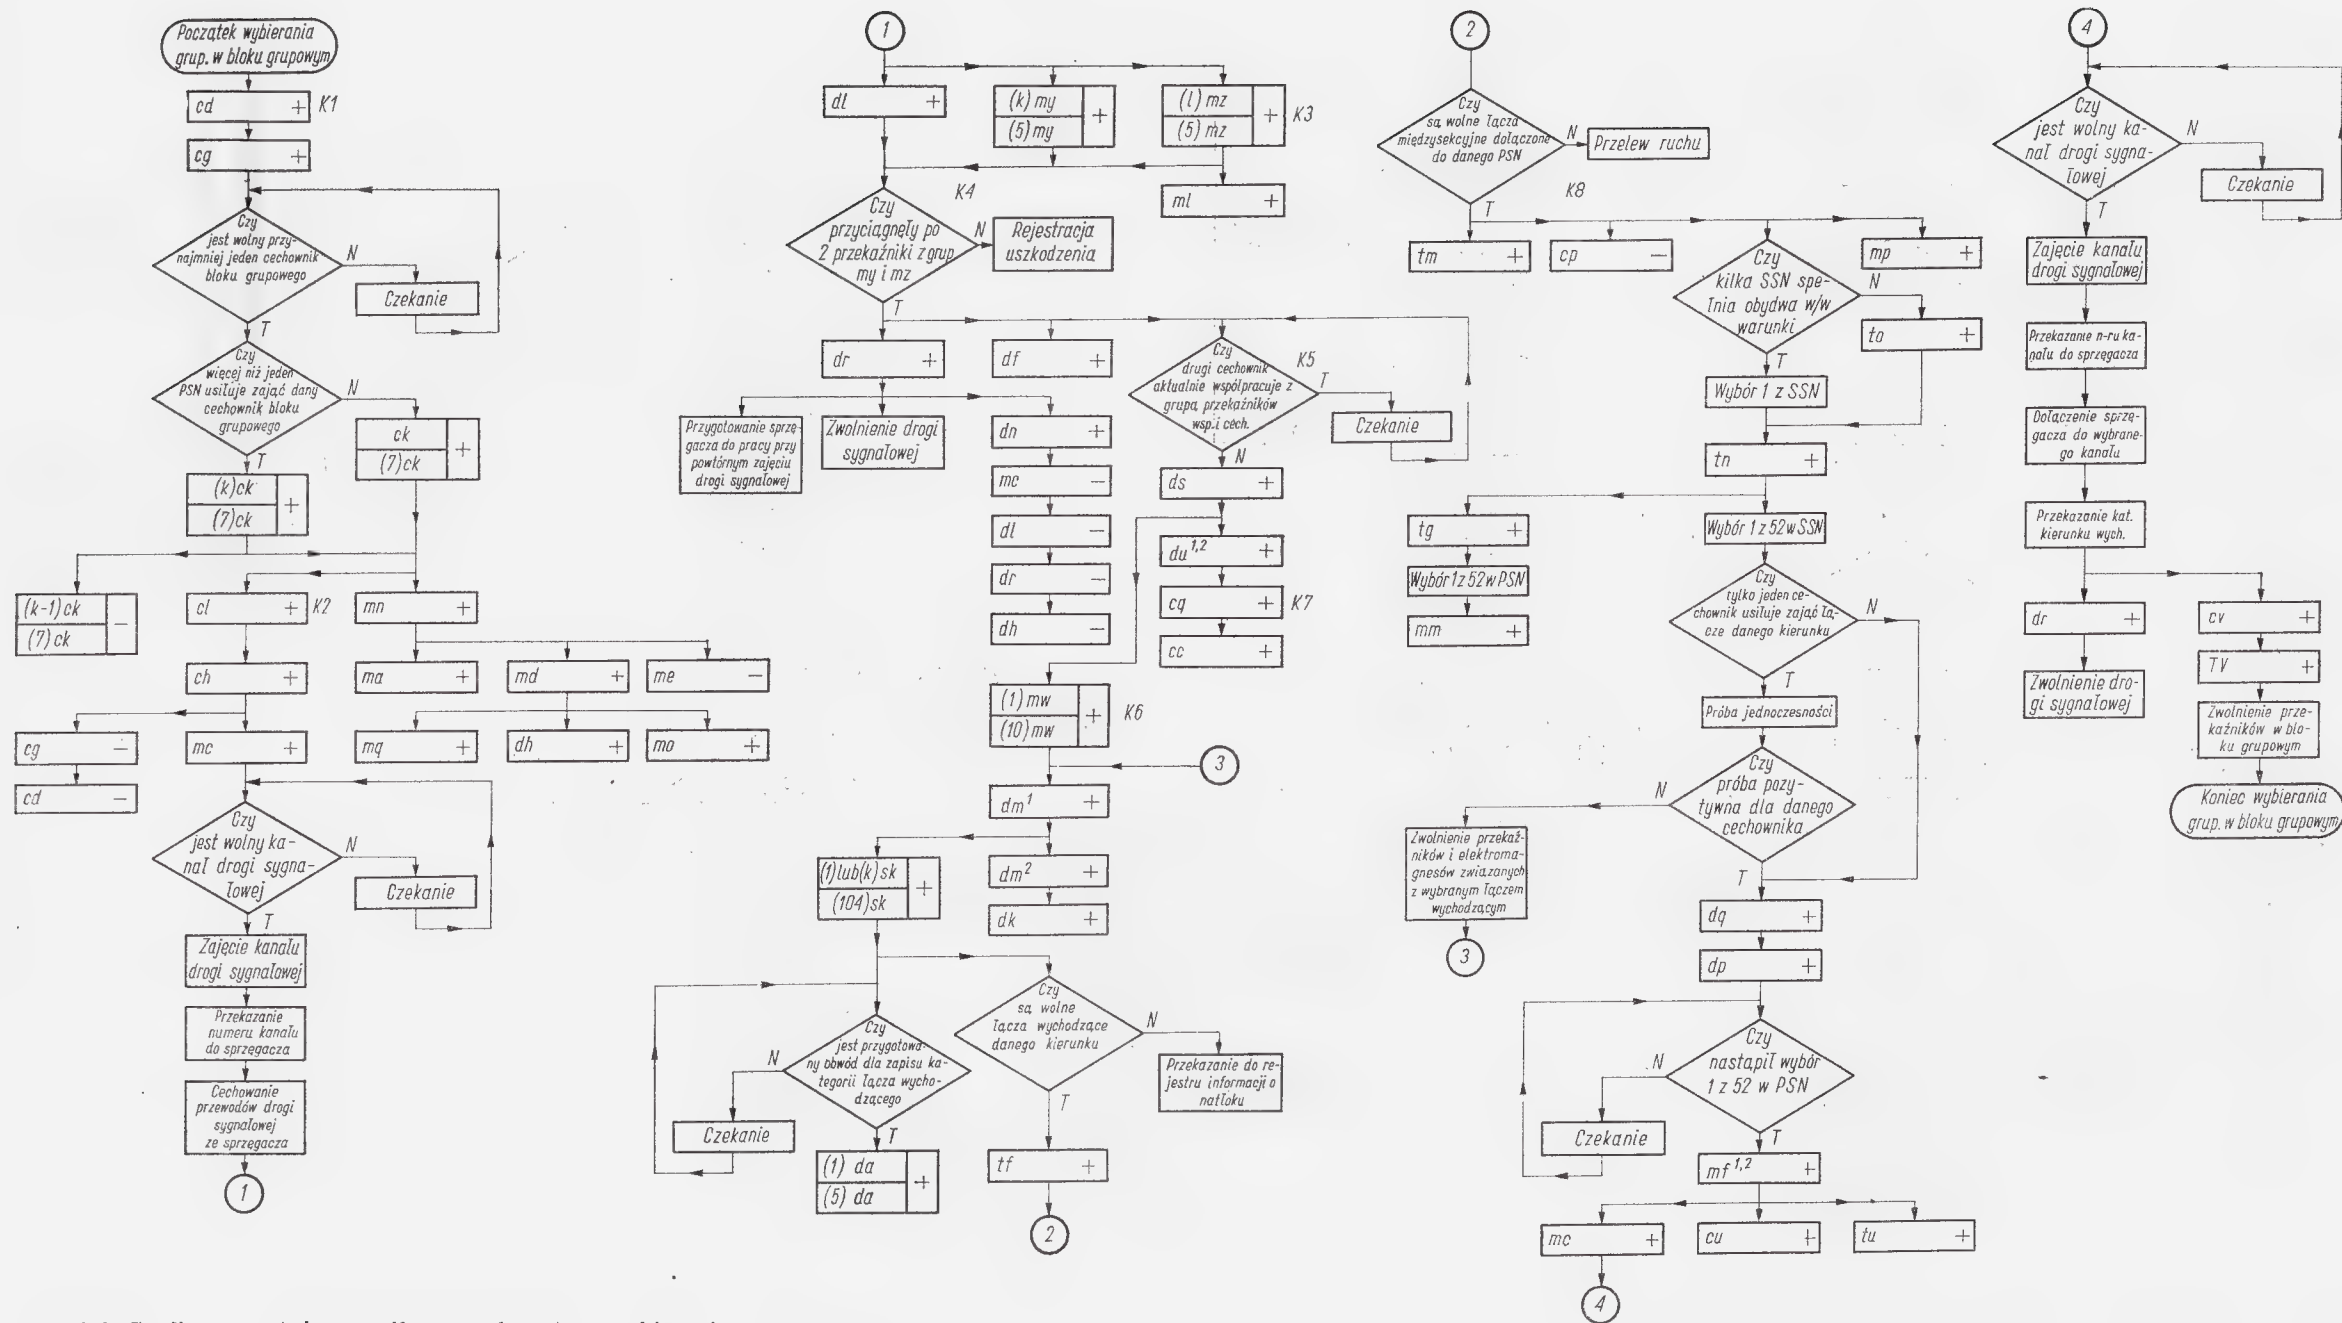 Początek wybierania
grup. w bloku grupowym
cd +
K1
cg +
Czy
jest wolny przy-
najmniej jeden cechownik
bloku grupowego
N
Czekanie
T
Czy
więcej niż jeden
PSN usiłuje zająć dany
cechownik bloku
grupowego
N
ck
(7)ck
+
T
(k)ck
(7)ck
+
(k-1)ck
(7)ck
−
cl +
K2
mn +
ch +
ma +
md +
me −
cg −
mc +
mq +
dh +
mo +
cd −
Czy
jest wolny ka-
nał drogi sygna-
łowej
N
Czekanie
T
Zajęcie kanału
drogi sygnałowej
Przekazanie
numeru kanału
do sprzęgacza
Cechowanie
przewodów drogi
sygnałowej
ze sprzęgacza
1
1
dl +
(k) my
(5) my
+
(l) mz
(5) mz
+
K3
ml +
K4
Czy
przyciągnęły po
2 przekaźniki z grup
my i mz
N
Rejestracja
uszkodzenia
T
dr +
df +
Czy
drugi cechownik
aktualnie współpracuje z
grupą przekaźników
wsp. i cech.
K5
T
Czekanie
N
Przygotowanie sprzę-
gacza do pracy przy
powtórnym zajęciu
drogi sygnałowej
Zwolnienie drogi
sygnałowej
dn +
mc −
dl −
dr −
dh −
ds +
du 1,2 +
cq +
K7
cc +
(1) mw
(10) mw
+
K6
3
dm 1 +
(1) lub (k) sk
(104) sk
+
dm 2 +
dk +
Czy
jest przygotowa-
ny obwód dla zapisu ka-
tegorii łącza wycho-
dzącego
N
Czekanie
T
(1) da
(5) da
+
Czy
są wolne
łącza wychodzące
danego kierunku
N
Przekazanie do re-
jestru informacji o
natłoku
T
tf +
2
2
Czy
są wolne łącza
międzysekcyjne dołączone
do danego PSN
N
Przelew ruchu
K8
T
tm +
cp −
Czy
kilka SSN speł-
nia obydwa w/w
warunki
N
mp +
to +
T
Wybór 1 z SSN
tn +
tg +
Wybór 1 z 52 w SSN
Wybór 1 z 52 w PSN
mm +
Czy
tylko jeden ce-
chownik usiłuje zająć łą-
cze danego kierunku
N
T
Próba jednoczesności
Czy
próba pozy-
tywna dla danego
cechownika
N
Zwolnienie przekaź-
ników i elektroma-
gnesów związanych
z wybranym łączem
wychodzącym
3
T
dq +
dp +
Czy
nastąpił wybór
1 z 52 w PSN
N
Czekanie
T
mf 1,2 +
mc +
cu +
tu +
4
4
Czy
jest wolny ka-
nał drogi sygna-
łowej
N
Czekanie
T
Zajęcie kanału
drogi sygnałowej
Przekazanie n-ru ka-
nału do sprzęgacza
Dołączenie sprzę-
gacza do wybrane-
go kanału
Przekazanie kat.
kierunku wych.
dr +
cv +
TV +
Zwolnienie dro-
gi sygnałowej
Zwolnienie prze-
kaźników w blo-
ku grupowym
Koniec wybierania
grup. w bloku grupowym